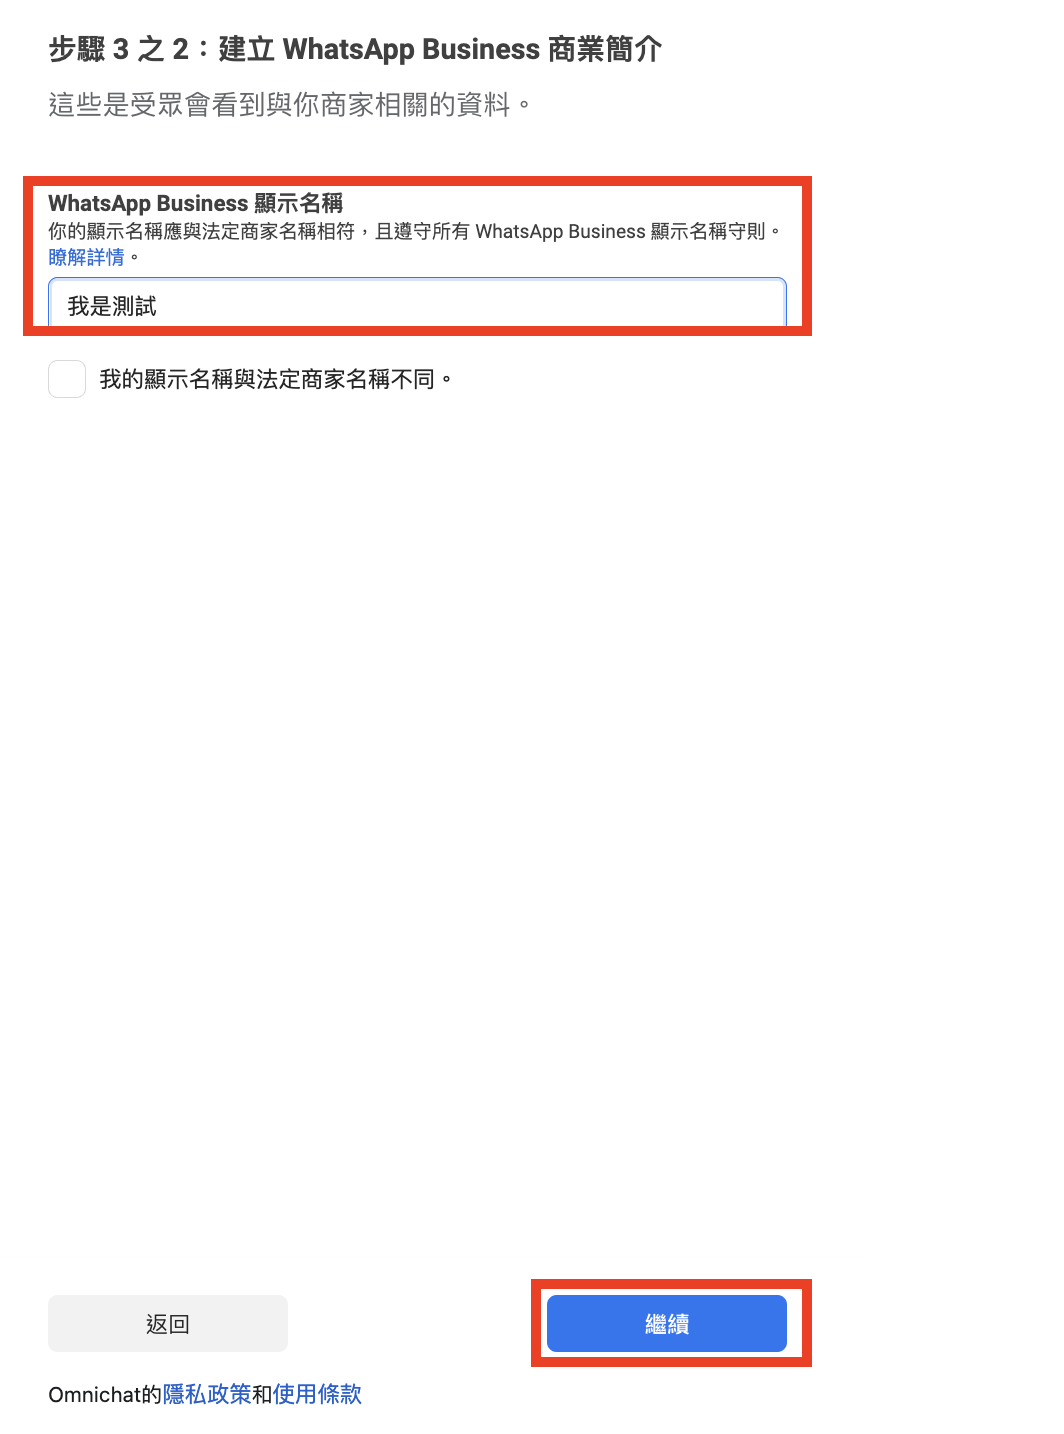 步驟 3 之 2：建立 WhatsApp Business 商業簡介
這些是受眾會看到與你商家相關的資料。
WhatsApp Business 顯示名稱
你的顯示名稱應與法定商家名稱相符，且遵守所有 WhatsApp Business 顯示名稱守則。
瞭解詳情。
我是測試
我的顯示名稱與法定商家名稱不同。
返回
繼續
Omnichat的隱私政策和使用條款